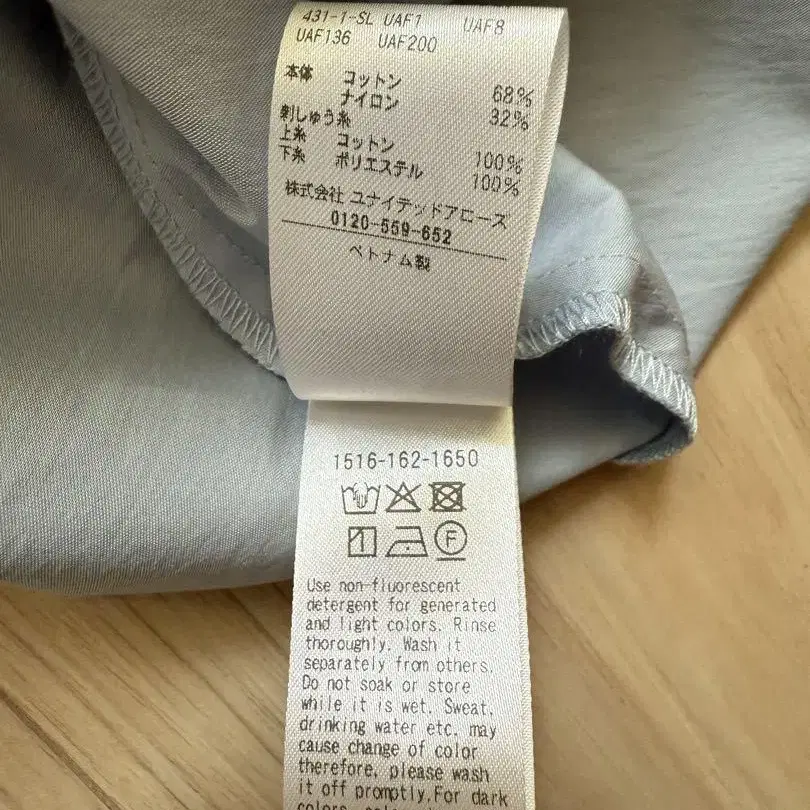 431-1-SL UAF1 UAF8
UAF136 UAF200
本体 コットン 68%
ナイロン 32%
刺しゅう糸
上糸 コットン 100%
下糸 ポリエステル 100%
株式会社 ユナイテッドアローズ
0120-559-652
ベトナム製
1516-162-1650
F
Use non-fluorescent
detergent for generated
and light colors. Rinse
thoroughly. Wash it
separately from others.
Do not soak or store
while it is wet. Sweat,
drinking water etc. may
cause change of color
therefore, please wash
it off promptly.For dark